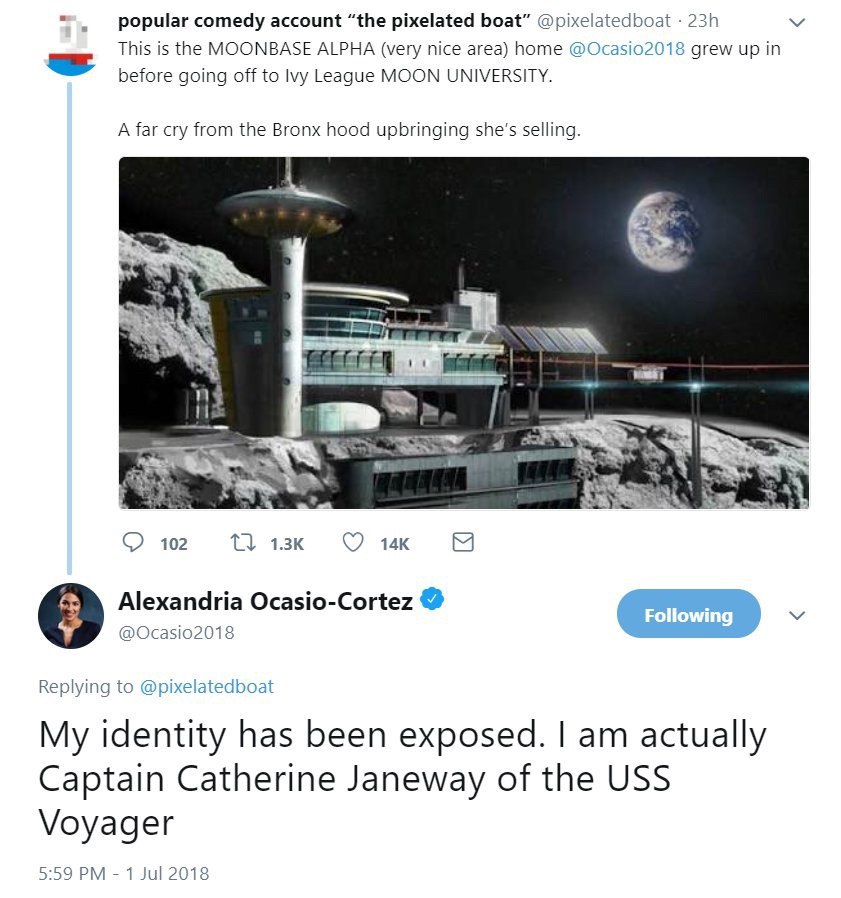 popular comedy account “the pixelated boat” @pixelatedboat · 23h
This is the MOONBASE ALPHA (very nice area) home @Ocasio2018 grew up in
before going off to Ivy League MOON UNIVERSITY.
A far cry from the Bronx hood upbringing she's selling.
102 1.3K 14K
Alexandria Ocasio-Cortez
@Ocasio2018
Following
Replying to @pixelatedboat
My identity has been exposed. I am actually
Captain Catherine Janeway of the USS
Voyager
5:59 PM - 1 Jul 2018